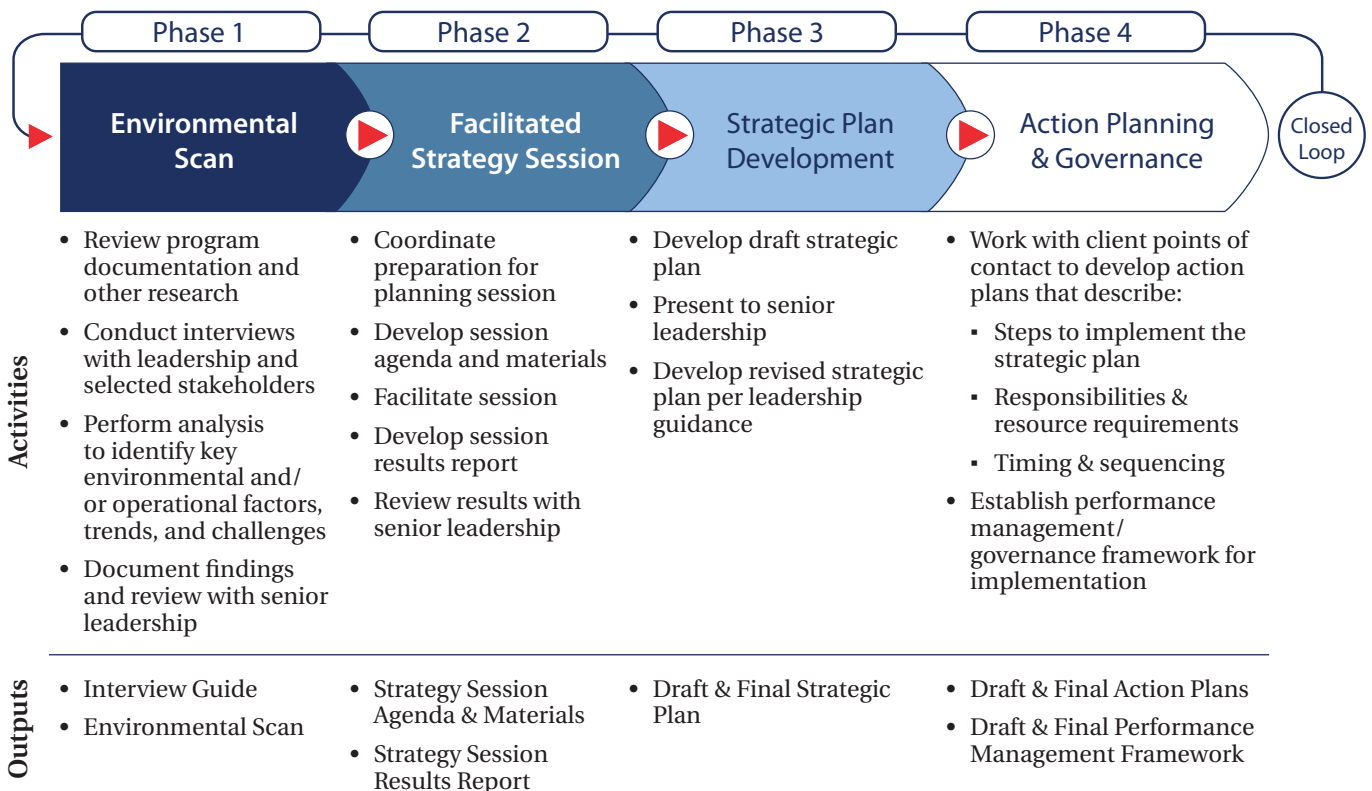 Phase 1
Phase 2
Phase 3
Phase 4
Environmental
Scan
Facilitated
Strategy Session
Strategic Plan
Development
Action Planning
& Governance
Closed
Loop
Activities
• Review program
documentation and
other research
• Conduct interviews
with leadership and
selected stakeholders
• Perform analysis
to identify key
environmental and/
or operational factors,
trends, and challenges
• Document findings
and review with senior
leadership
• Coordinate
preparation for
planning session
• Develop session
agenda and materials
• Facilitate session
• Develop session
results report
• Review results with
senior leadership
• Develop draft strategic
plan
• Present to senior
leadership
• Develop revised strategic
plan per leadership
guidance
• Work with client points of
contact to develop action
plans that describe:
▪ Steps to implement the
strategic plan
▪ Responsibilities &
resource requirements
▪ Timing & sequencing
• Establish performance
management/
governance framework for
implementation
Outputs
• Interview Guide
• Environmental Scan
• Strategy Session
Agenda & Materials
• Strategy Session
Results Report
• Draft & Final Strategic
Plan
• Draft & Final Action Plans
• Draft & Final Performance
Management Framework